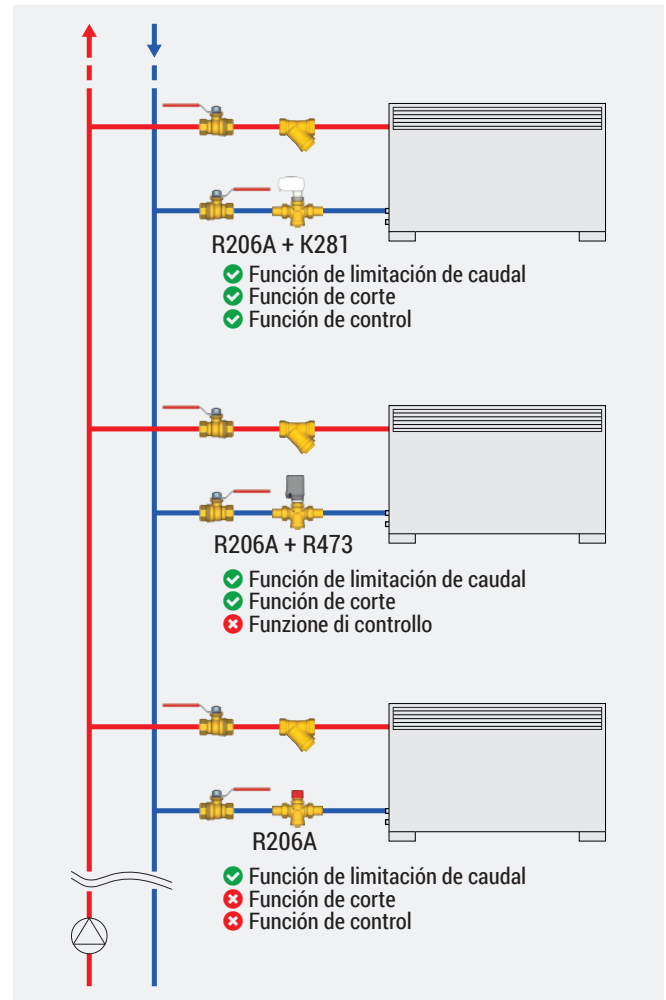 R206A + K281
Función de limitación de caudal
Función de corte
Función de control
R206A + R473
Función de limitación de caudal
Función de corte
Funzione di controllo
R206A
Función de limitación de caudal
Función de corte
Función de control